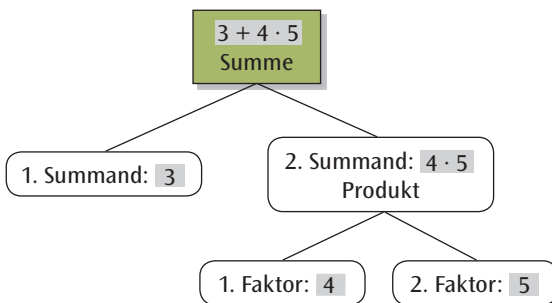 3 + 4 · 5
Summe
1. Summand: 3
2. Summand: 4 · 5
Produkt
1. Faktor: 4
2. Faktor: 5